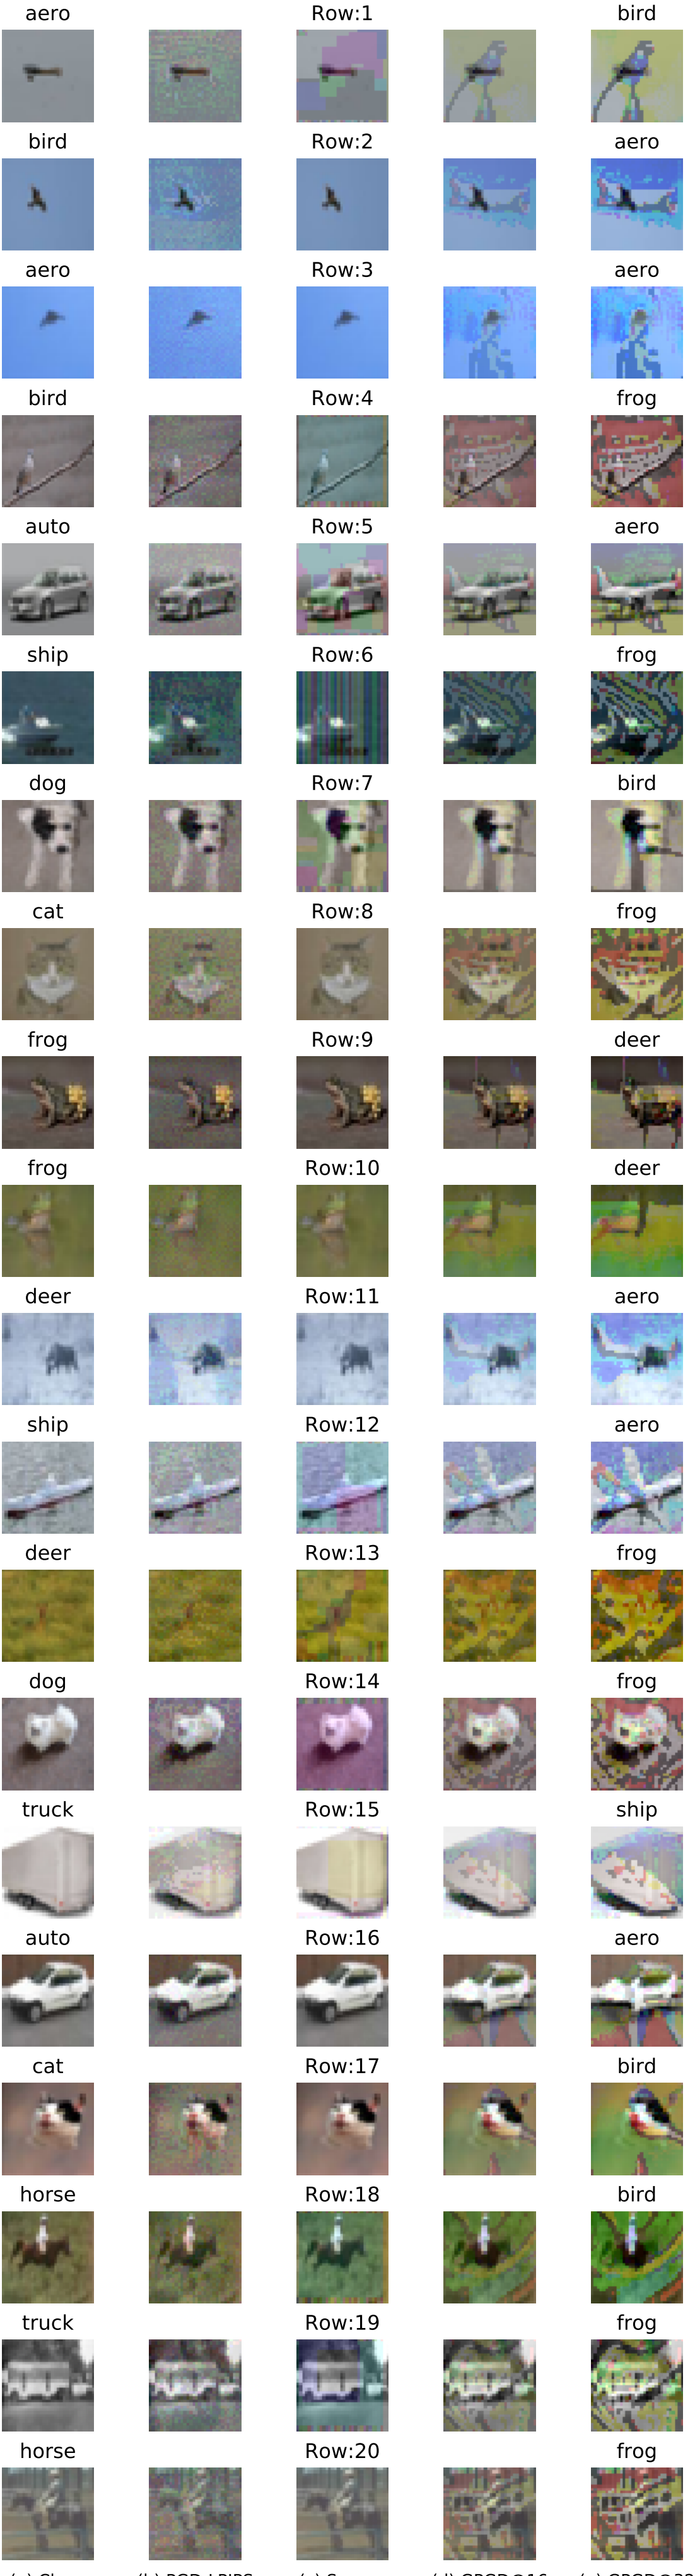 aero Row:1 bird
bird Row:2 aero
aero Row:3 aero
bird Row:4 frog
auto Row:5 aero
ship Row:6 frog
dog Row:7 bird
cat Row:8 frog
frog Row:9 deer
frog Row:10 deer
deer Row:11 aero
ship Row:12 aero
deer Row:13 frog
dog Row:14 frog
truck Row:15 ship
auto Row:16 aero
cat Row:17 bird
horse Row:18 bird
truck Row:19 frog
horse Row:20 frog